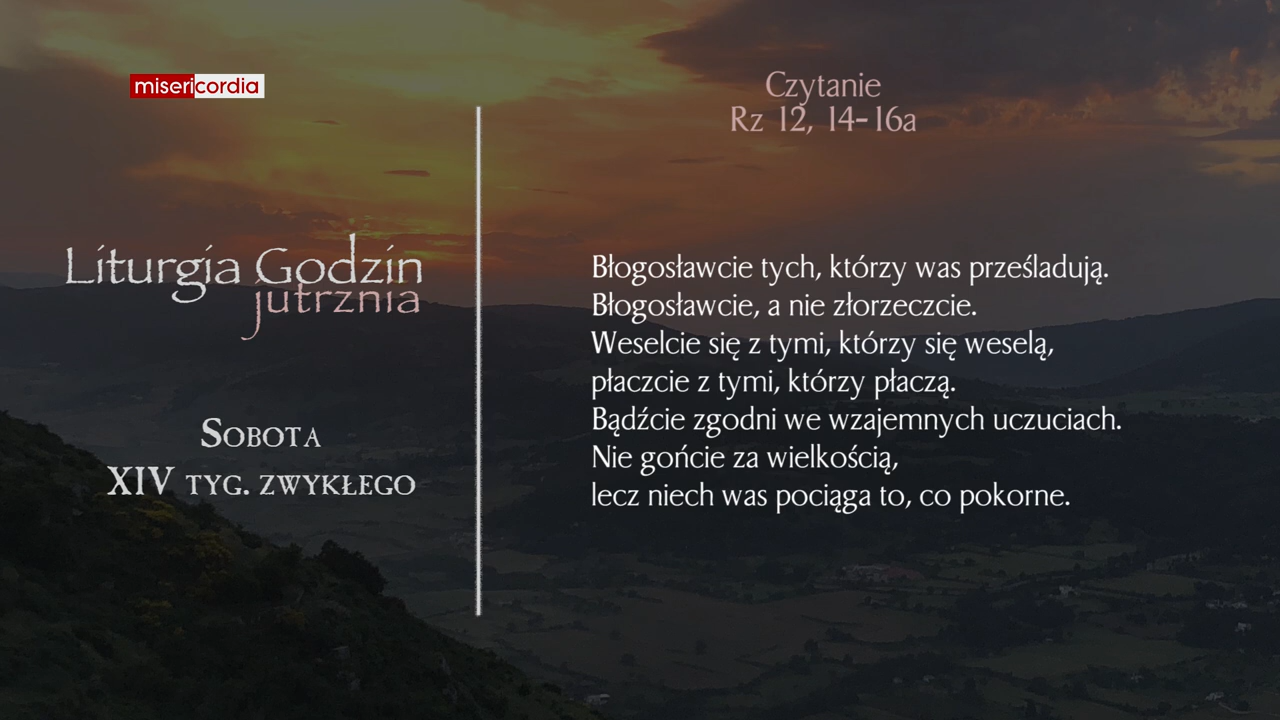 misericordia
Liturgia Godzin
jutrznia
Sobota
XIV tyg. zwykłego
Czytanie
Rz 12, 14-16a
Błogosławcie tych, którzy was prześladują.
Błogosławcie, a nie złorzeczcie.
Weselcie się z tymi, którzy się weselą,
płaczcie z tymi, którzy płaczą.
Bądźcie zgodni we wzajemnych uczuciach.
Nie gońcie za wielkością,
lecz niech was pociąga to, co pokorne.